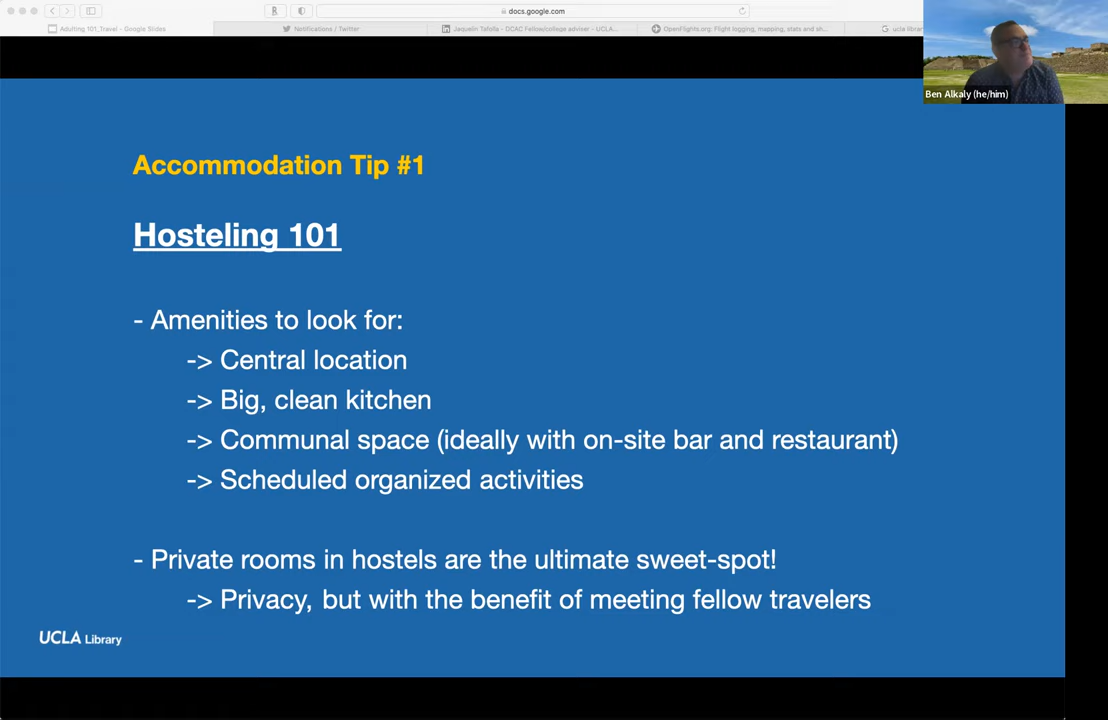 docs.google.com
Adulting 101_Travel - Google Slides
Notifications / Twitter
Jaquelin Tafolla - DCAC Fellow/college adviser - UCLA...
OpenFlights.org: Flight logging, mapping, stats and sh...
ucla library
Ben Alkaly (he/him)
Accommodation Tip #1
Hosteling 101
- Amenities to look for:
-> Central location
-> Big, clean kitchen
-> Communal space (ideally with on-site bar and restaurant)
-> Scheduled organized activities
- Private rooms in hostels are the ultimate sweet-spot!
-> Privacy, but with the benefit of meeting fellow travelers
UCLA Library